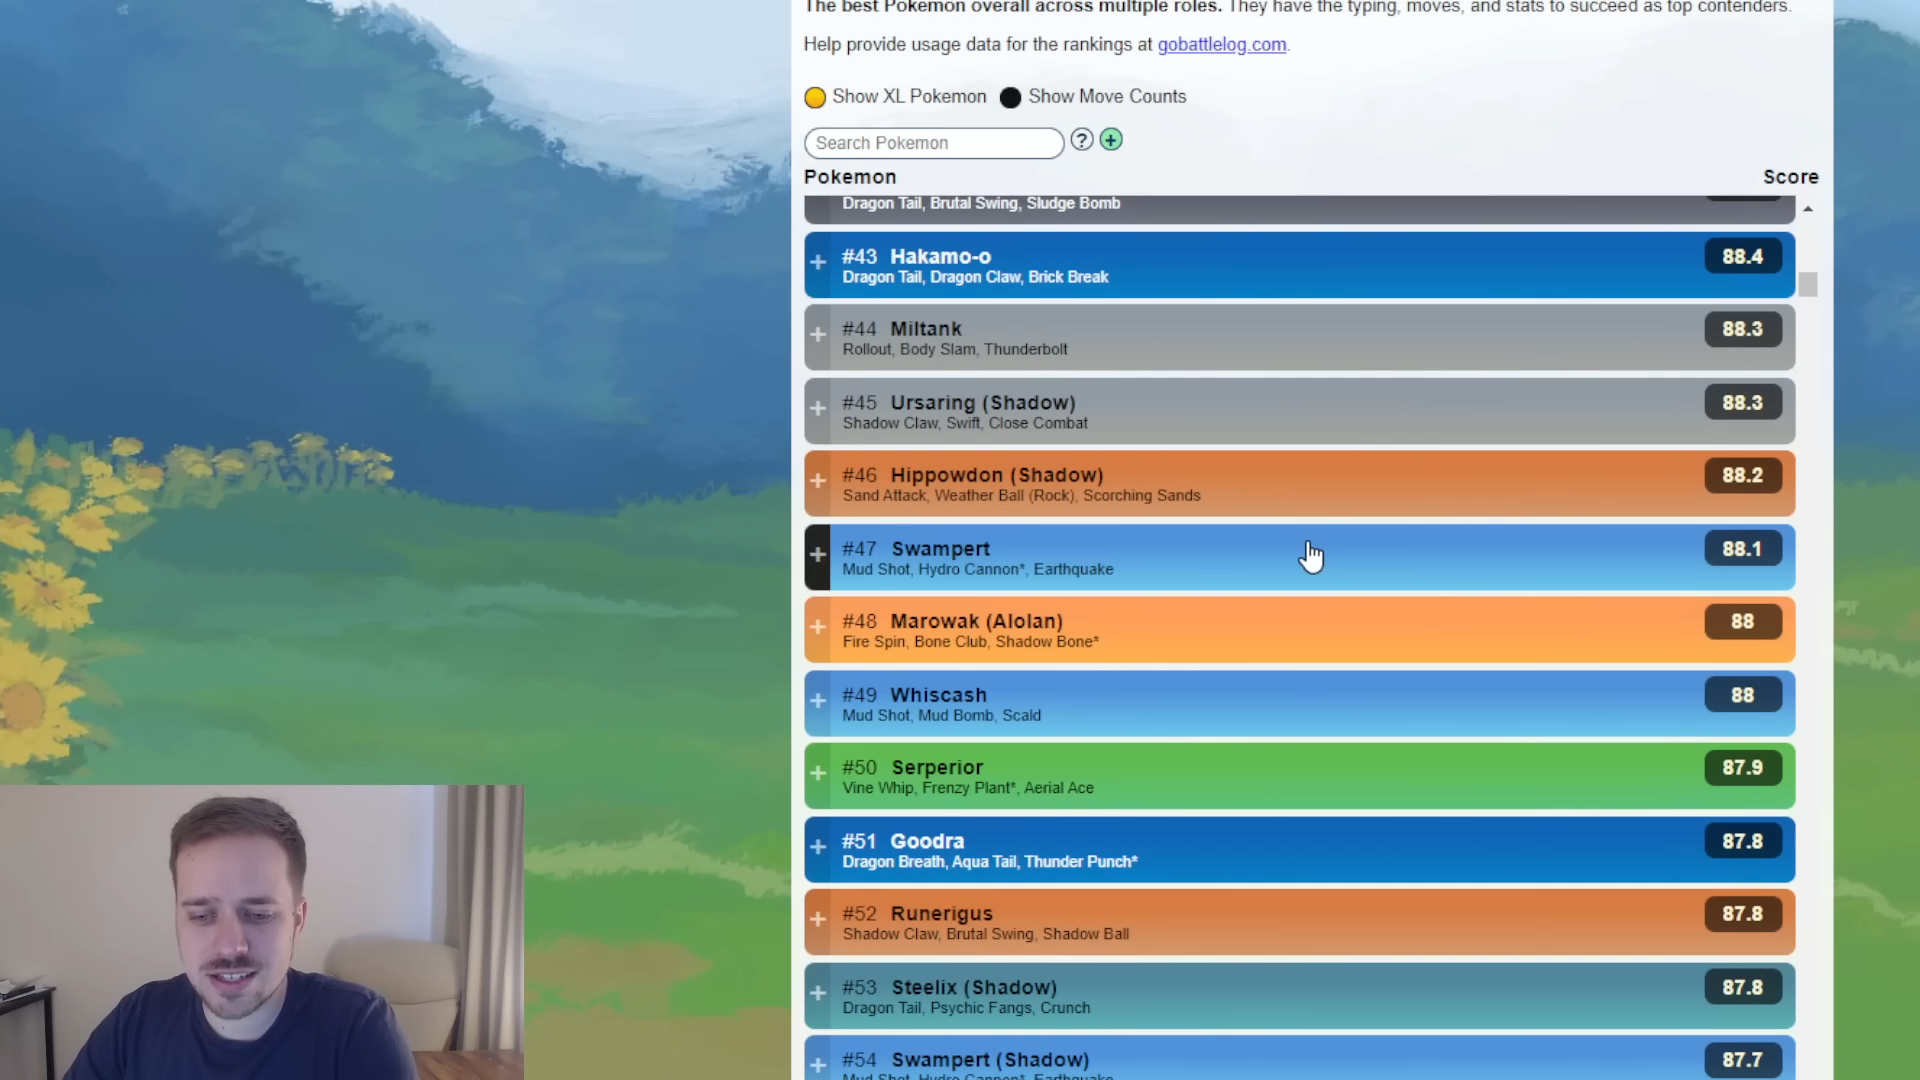 The best Pokemon overall across multiple roles. They have the typing, moves, and stats to succeed as top contenders.
Help provide usage data for the rankings at gobattlelog.com.
Show XL Pokemon Show Move Counts
Search Pokemon ? +
Pokemon Score
Dragon Tail, Brutal Swing, Sludge Bomb
+ #43 Hakamo-o 88.4
Dragon Tail, Dragon Claw, Brick Break
+ #44 Miltank 88.3
Rollout, Body Slam, Thunderbolt
+ #45 Ursaring (Shadow) 88.3
Shadow Claw, Swift, Close Combat
+ #46 Hippowdon (Shadow) 88.2
Sand Attack, Weather Ball (Rock), Scorching Sands
+ #47 Swampert 88.1
Mud Shot, Hydro Cannon*, Earthquake
+ #48 Marowak (Alolan) 88
Fire Spin, Bone Club, Shadow Bone*
+ #49 Whiscash 88
Mud Shot, Mud Bomb, Scald
+ #50 Serperior 87.9
Vine Whip, Frenzy Plant*, Aerial Ace
+ #51 Goodra 87.8
Dragon Breath, Aqua Tail, Thunder Punch*
+ #52 Runerigus 87.8
Shadow Claw, Brutal Swing, Shadow Ball
+ #53 Steelix (Shadow) 87.8
Dragon Tail, Psychic Fangs, Crunch
+ #54 Swampert (Shadow) 87.7
Mud Shot, Hydro Cannon*, Earthquake